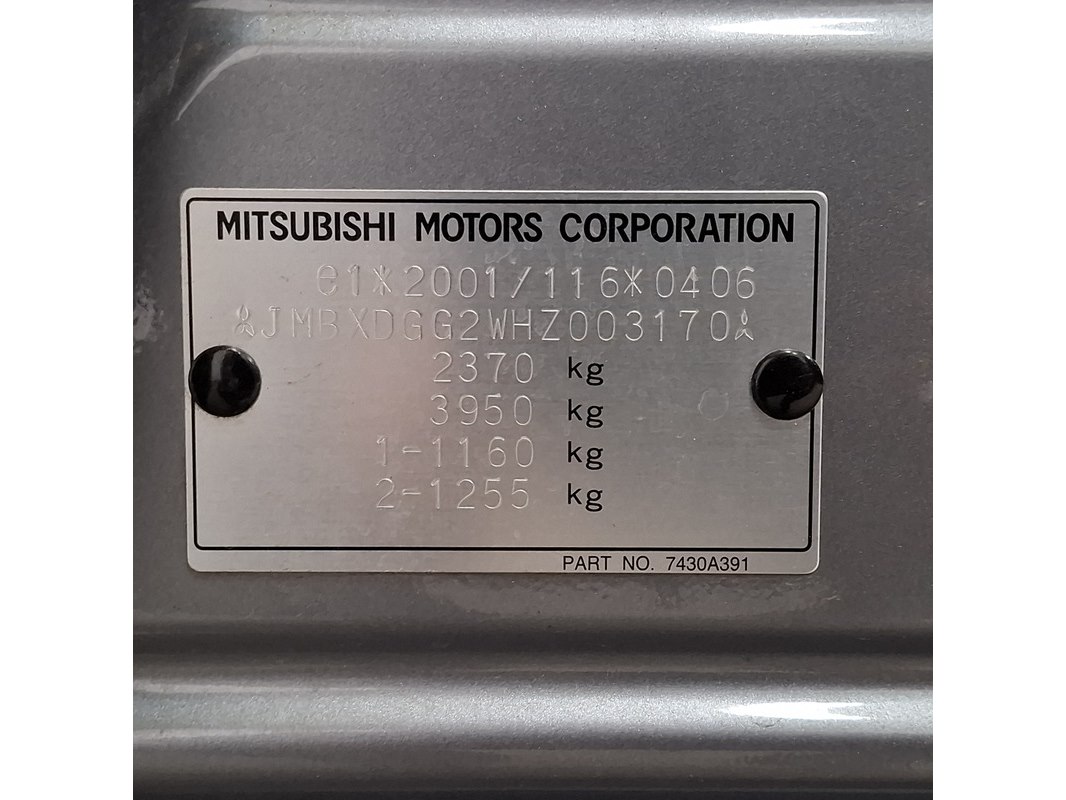 MITSUBISHI MOTORS CORPORATION
e1*2001/116*0406
JMBXDGG2WHZ003170
2370 kg
3950 kg
1-1160 kg
2-1255 kg
PART NO. 7430A391